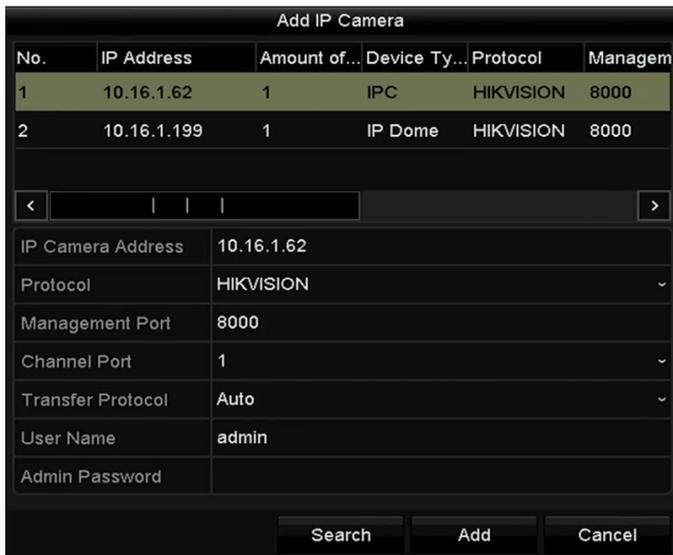 Add IP Camera
No. IP Address Amount of... Device Ty... Protocol Managem
1 10.16.1.62 1 IPC HIKVISION 8000
2 10.16.1.199 1 IP Dome HIKVISION 8000
IP Camera Address 10.16.1.62
Protocol HIKVISION
Management Port 8000
Channel Port 1
Transfer Protocol Auto
User Name admin
Admin Password
Search Add Cancel